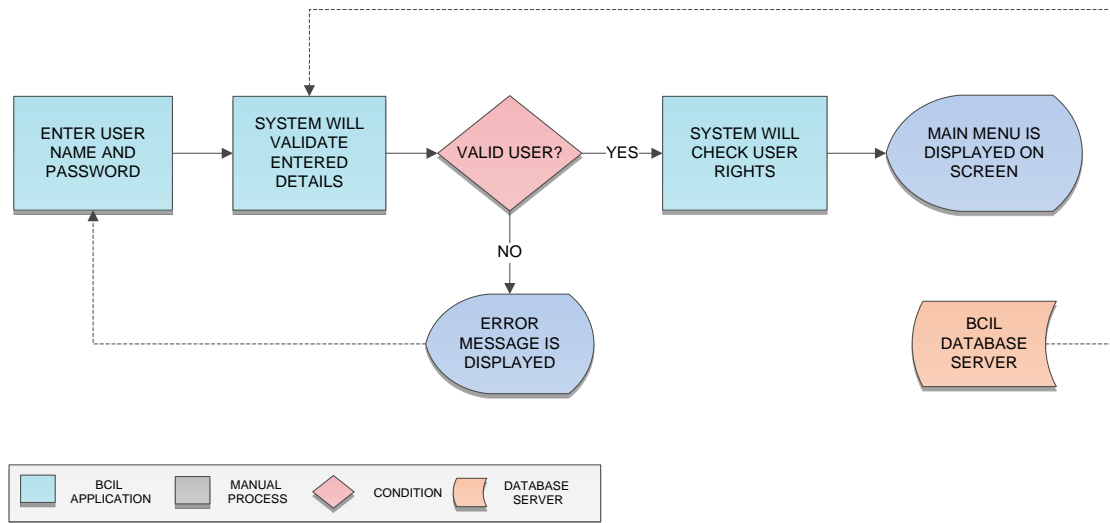 ENTER USER
NAME AND
PASSWORD
SYSTEM WILL
VALIDATE
ENTERED
DETAILS
VALID USER?
YES
SYSTEM WILL
CHECK USER
RIGHTS
MAIN MENU IS
DISPLAYED ON
SCREEN
NO
ERROR
MESSAGE IS
DISPLAYED
BCIL
DATABASE
SERVER
BCIL
APPLICATION
MANUAL
PROCESS
CONDITION
DATABASE
SERVER